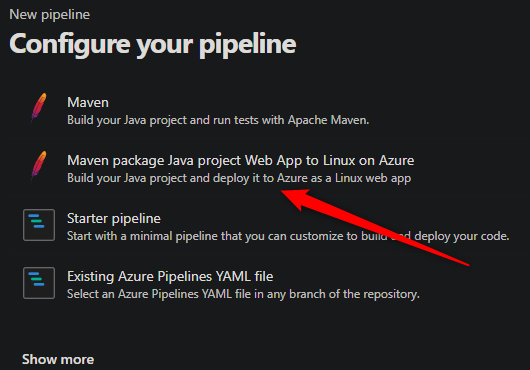 New pipeline
Configure your pipeline
Maven
Build your Java project and run tests with Apache Maven.
Maven package Java project Web App to Linux on Azure
Build your Java project and deploy it to Azure as a Linux web app
Starter pipeline
Start with a minimal pipeline that you can customize to build and deploy your code.
Existing Azure Pipelines YAML file
Select an Azure Pipelines YAML file in any branch of the repository.
Show more